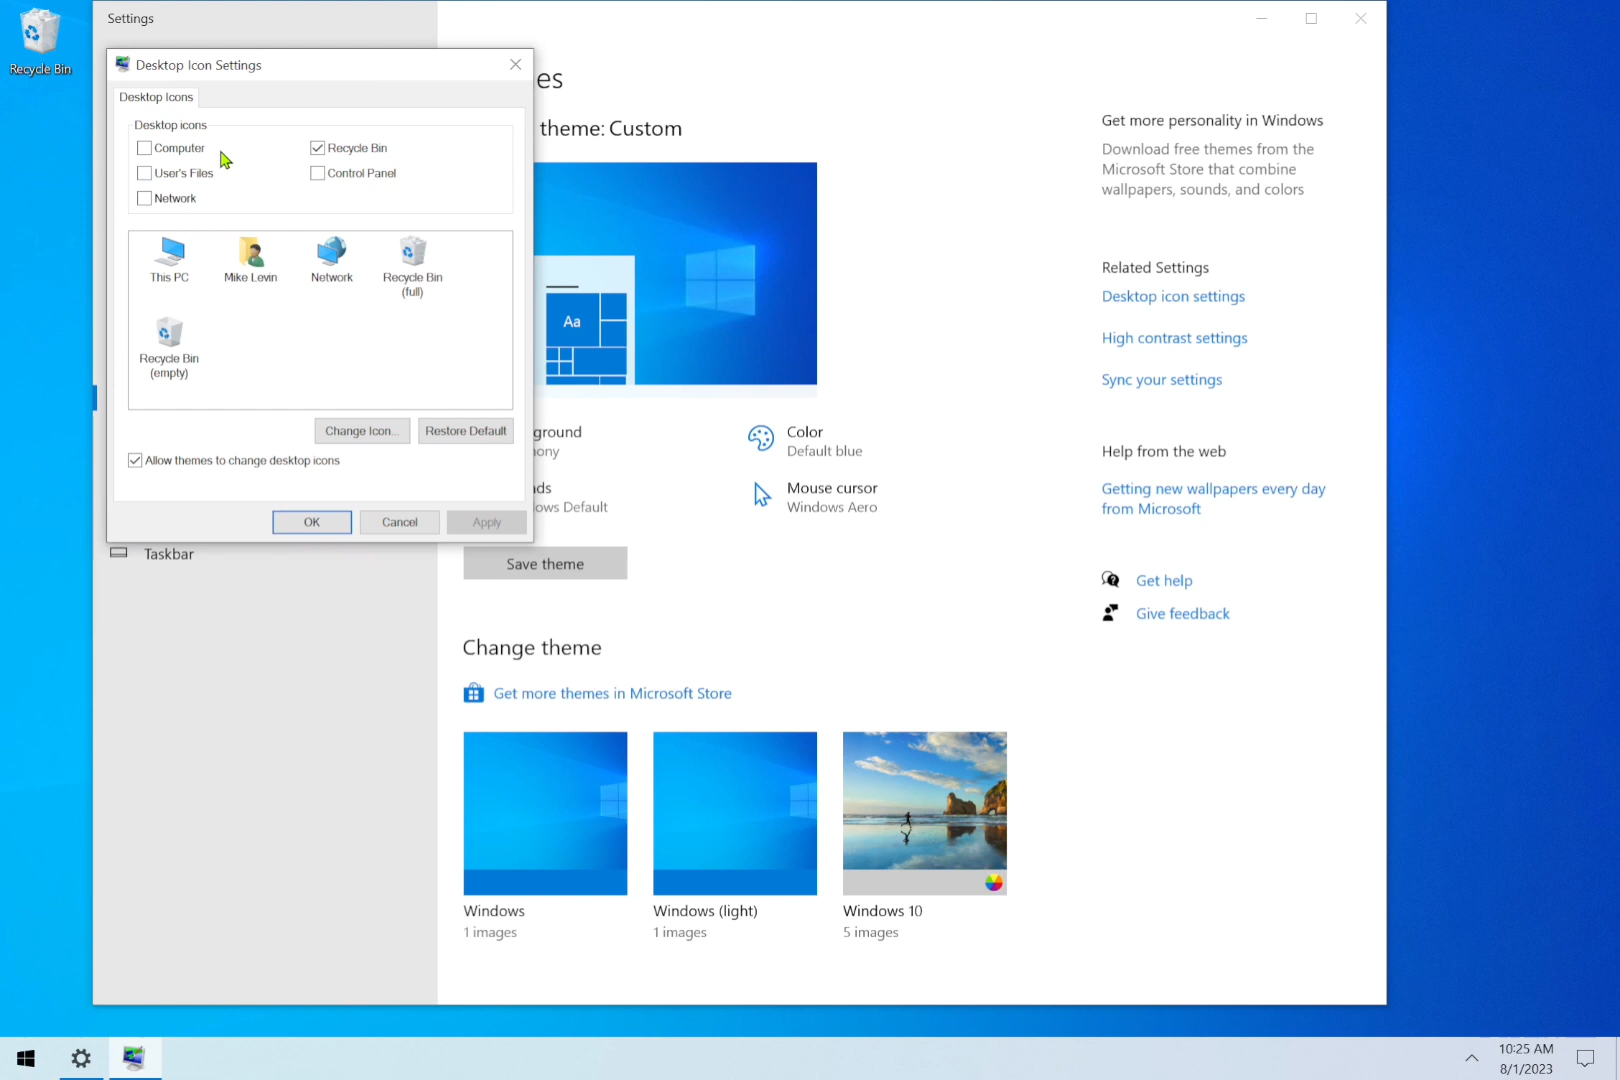 Recycle Bin
Settings
Desktop Icon Settings
Desktop Icons
Desktop icons
Computer
Recycle Bin
User's Files
Control Panel
Network
This PC
Mike Levin
Network
Recycle Bin
(full)
Recycle Bin
(empty)
Change Icon...
Restore Default
Allow themes to change desktop icons
OK
Cancel
Apply
Taskbar
es
theme: Custom
Aa
ground
ony
Color
Default blue
ds
ows Default
Mouse cursor
Windows Aero
Save theme
Change theme
Get more themes in Microsoft Store
Windows
1 images
Windows (light)
1 images
Windows 10
5 images
Get more personality in Windows
Download free themes from the
Microsoft Store that combine
wallpapers, sounds, and colors
Related Settings
Desktop icon settings
High contrast settings
Sync your settings
Help from the web
Getting new wallpapers every day
from Microsoft
Get help
Give feedback
10:25 AM
8/1/2023